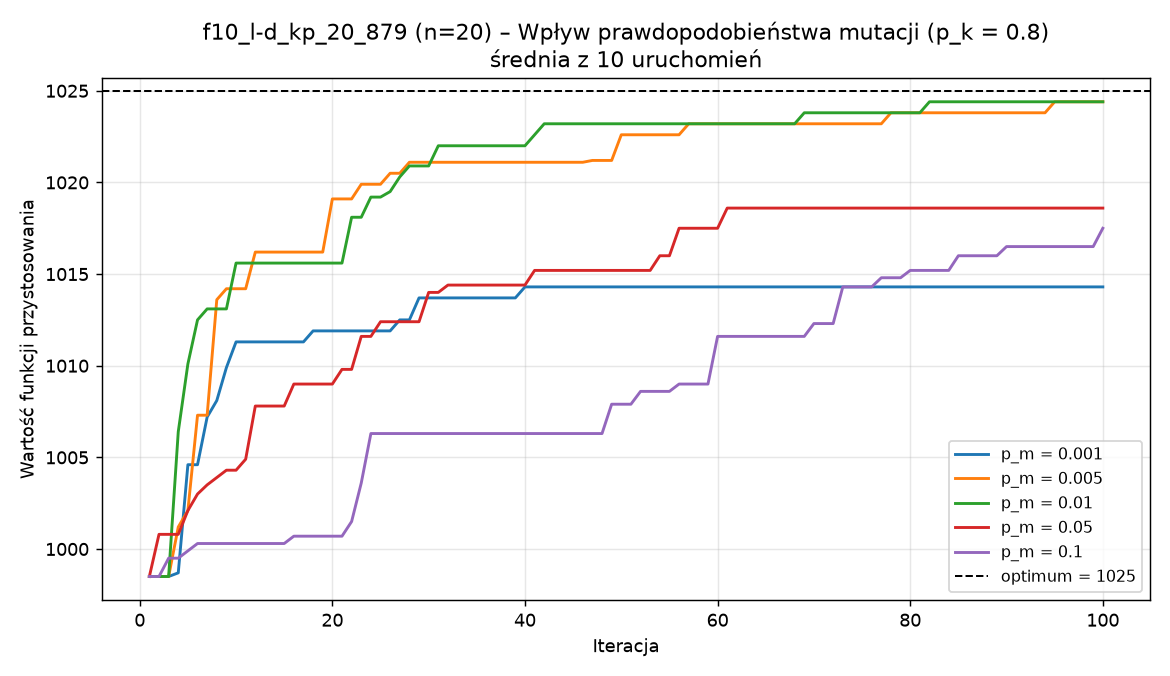 f10_l-d_kp_20_879 (n=20) – Wpływ prawdopodobieństwa mutacji (p_k = 0.8)
średnia z 10 uruchomień
Wartość funkcji przystosowania
1025
1020
1015
1010
1005
1000
0
20
40
60
80
100
Iteracja
p_m = 0.001
p_m = 0.005
p_m = 0.01
p_m = 0.05
p_m = 0.1
optimum = 1025